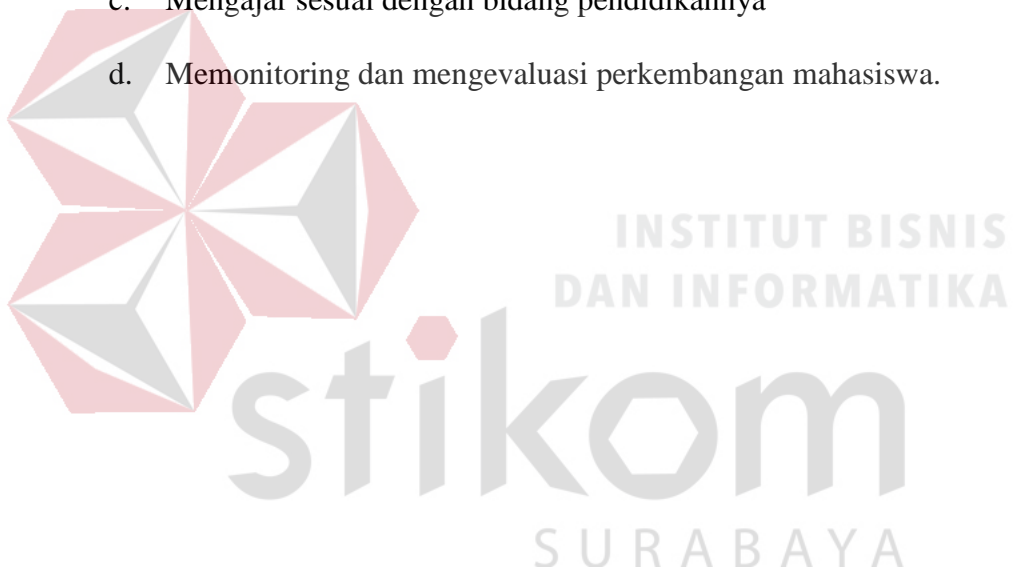 c. Mengajar sesuai dengan bidang pendidikannya
d. Memonitoring dan mengevaluasi perkembangan mahasiswa.
INSTITUT BISNIS
DAN INFORMATIKA
stikom
SURABAYA